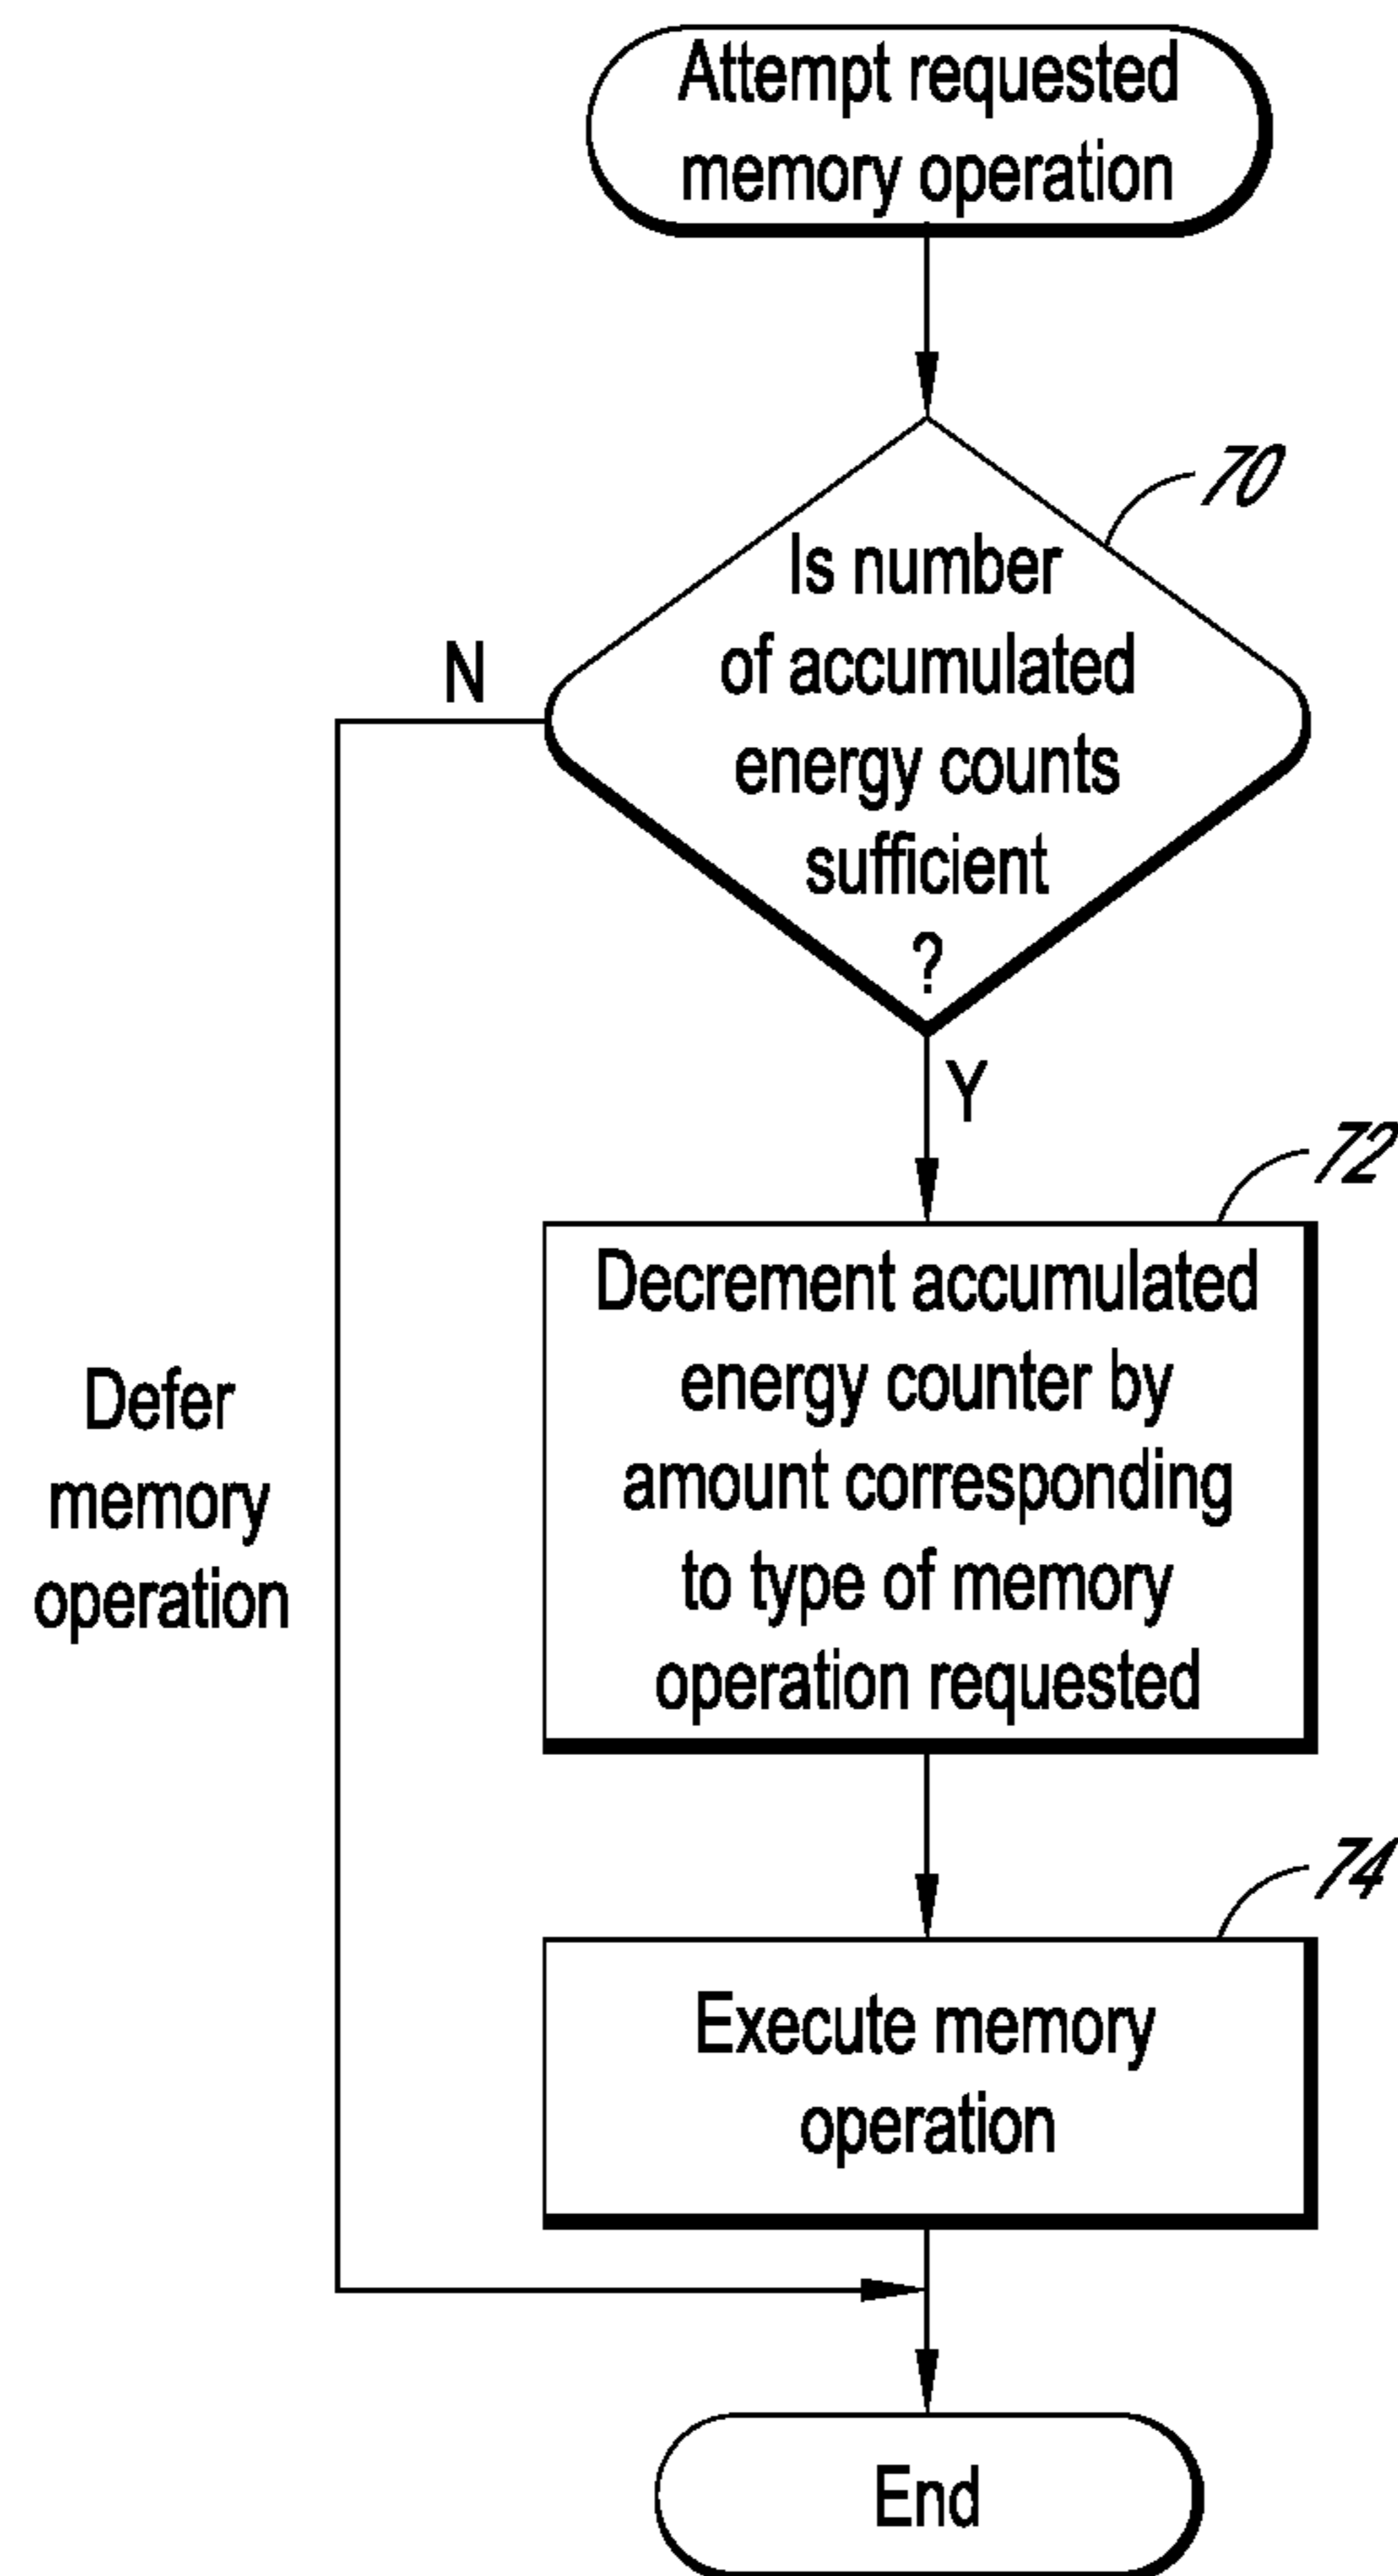 Attempt requested
memory operation
70
Is number
of accumulated
energy counts
sufficient
?
N
Y
72
Decrement accumulated
energy counter by
amount corresponding
to type of memory
operation requested
Defer
memory
operation
74
Execute memory
operation
End